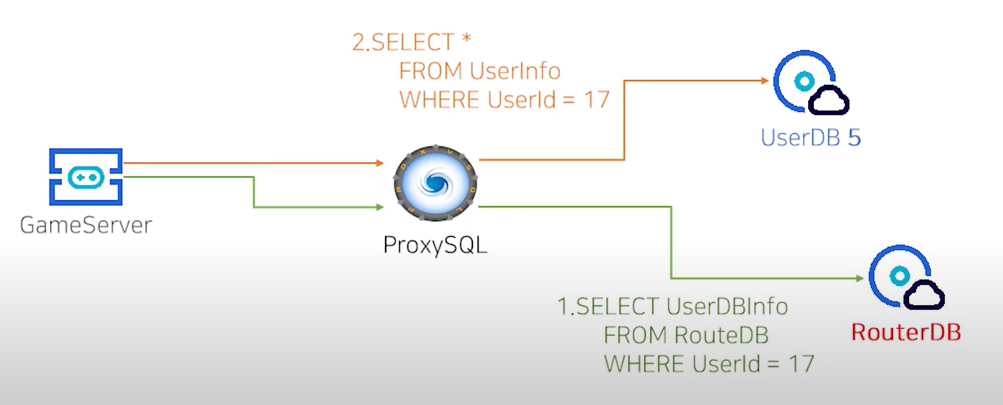 2.SELECT *
FROM UserInfo
WHERE UserId = 17
UserDB 5
GameServer
ProxySQL
1.SELECT UserDBInfo
FROM RouteDB
WHERE UserId = 17
RouterDB